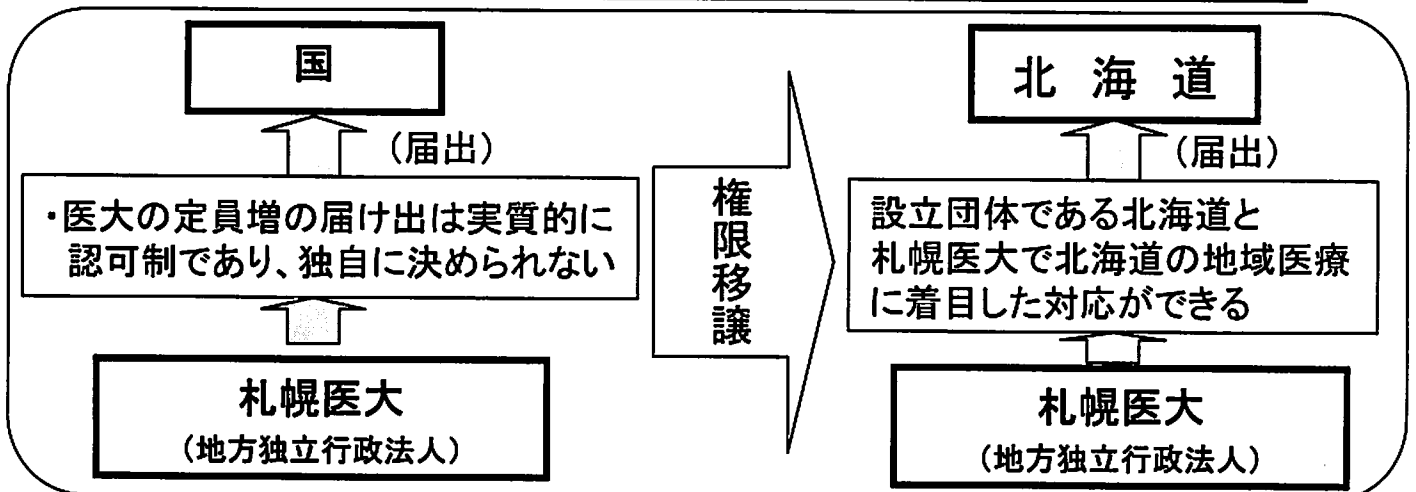 国
(届出)
・医大の定員増の届け出は実質的に
認可制であり、独自に決められない
札幌医大
(地方独立行政法人)
権限移譲
北 海 道
(届出)
設立団体である北海道と
札幌医大で北海道の地域医療
に着目した対応ができる
札幌医大
(地方独立行政法人)